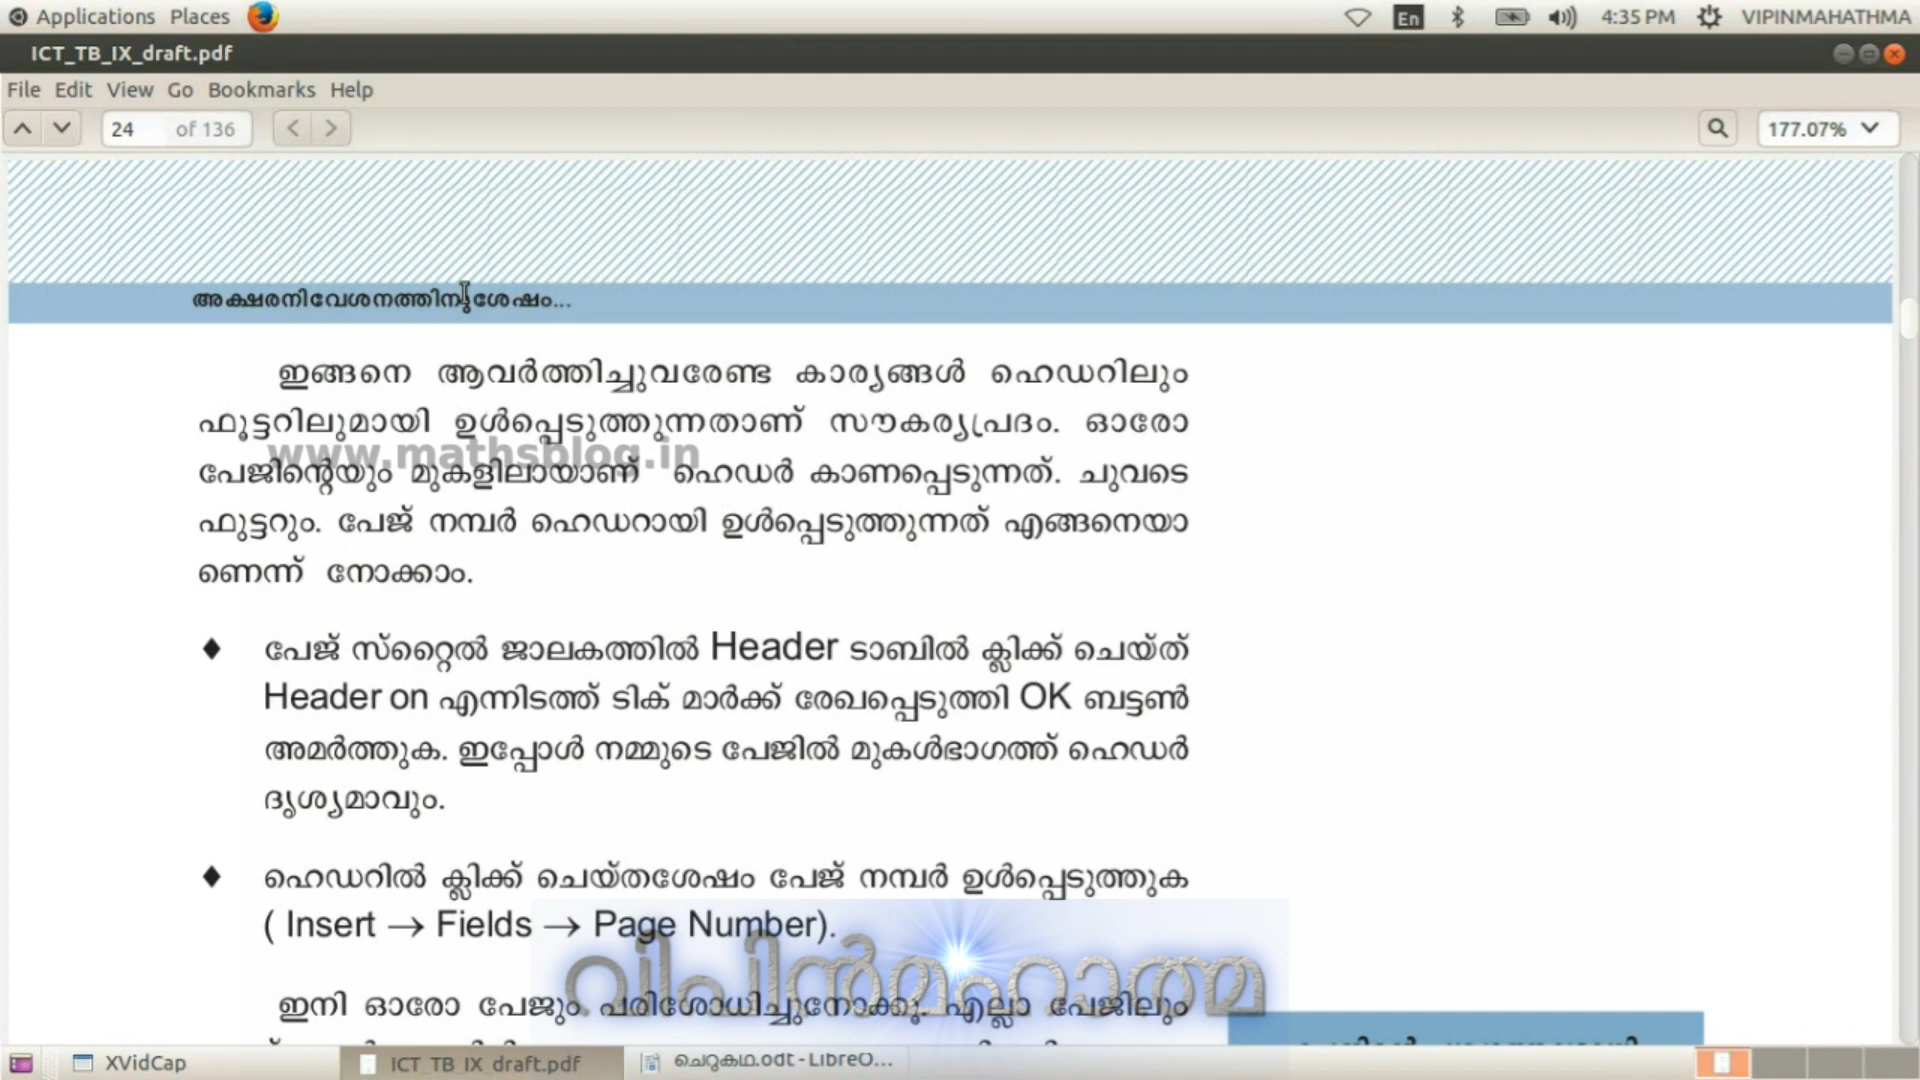 Applications Places En 4:35 PM VIPINMAHATHMA
ICT_TB_IX_draft.pdf
File Edit View Go Bookmarks Help
24 of 136 177.07%
അക്ഷരനിവേശനത്തിനുശേഷം...
ഇങ്ങനെ ആവർത്തിച്ചുവരേണ്ട കാര്യങ്ങൾ ഹെഡറിലും
ഫൂട്ടറിലുമായി ഉൾപ്പെടുത്തുന്നതാണ് സൗകര്യപ്രദം. ഓരോ
www.mathsblog.in
പേജിന്റെയും മുകളിലായാണ് ഹെഡർ കാണപ്പെടുന്നത്. ചുവടെ
ഫുട്ടറും. പേജ് നമ്പർ ഹെഡറായി ഉൾപ്പെടുത്തുന്നത് എങ്ങനെയാ
ണെന്ന് നോക്കാം.
♦ പേജ് സ്റ്റൈൽ ജാലകത്തിൽ Header ടാബിൽ ക്ലിക്ക് ചെയ്ത്
Header on എന്നിടത്ത് ടിക് മാർക്ക് രേഖപ്പെടുത്തി OK ബട്ടൺ
അമർത്തുക. ഇപ്പോൾ നമ്മുടെ പേജിൽ മുകൾഭാഗത്ത് ഹെഡർ
ദൃശ്യമാവും.
♦ ഹെഡറിൽ ക്ലിക്ക് ചെയ്തശേഷം പേജ് നമ്പർ ഉൾപ്പെടുത്തുക
( Insert → Fields → Page Number).
വിപിൻമഹാത്മ
ഇനി ഓരോ പേജും പരിശോധിച്ചുനോക്കൂ. എല്ലാ പേജിലും
XVidCap ICT_TB_IX_draft.pdf ചെറുകഥ.odt - LibreO...